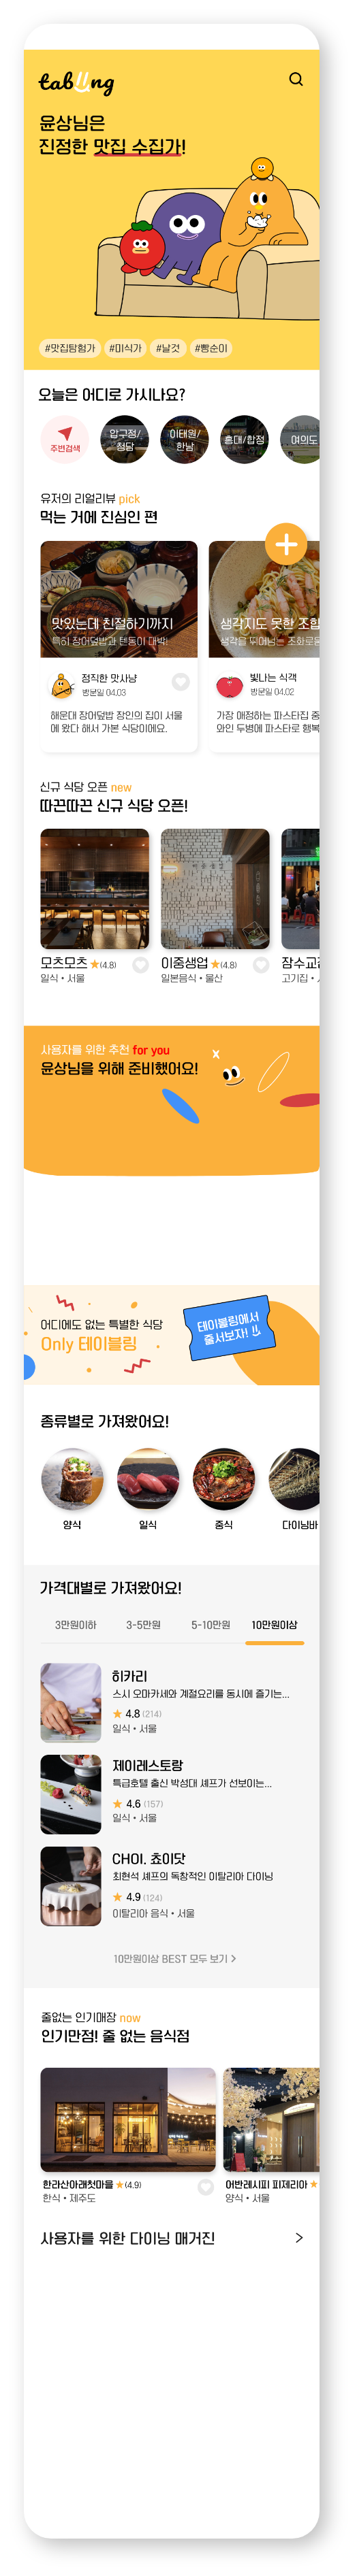 tabling
윤상님은
진정한 맛집 수집가!
#맛집탐험가 #미식가 #날것 #빵순이
오늘은 어디로 가시나요?
주변검색
압구정/
청담
이태원/
한남
홍대/합정
여의도
유저의 리얼리뷰 pick
먹는 거에 진심인 편
맛있는데 친절하기까지
특히 장어덮밥과 텐동이 대박!
정직한 맛사냥
방문일 04.03
해운대 장어덮밥 장인의 집이 서울
에 왔다 해서 가본 식당이에요.
생각지도 못한 조합
생각을 뛰어넘는 조화로움
빛나는 식객
방문일 04.02
가장 애정하는 파스타집 중
와인 두병에 파스타로 행복
신규 식당 오픈 new
따끈따끈 신규 식당 오픈!
모츠모츠 ★(4.8)
일식 • 서울
이중생업 ★(4.8)
일본음식 • 울산
잠수교집
고기집 •
사용자를 위한 추천 for you
윤상님을 위해 준비했어요!
어디에도 없는 특별한 식당
Only 테이블링
테이블링에서
줄서보자!
종류별로 가져왔어요!
양식
일식
중식
다이닝바
가격대별로 가져왔어요!
3만원이하 3-5만원 5-10만원 10만원이상
히카리
스시 오마카세와 계절요리를 동시에 즐기는...
★ 4.8 (214)
일식 • 서울
제이레스토랑
특급호텔 출신 박성대 셰프가 선보이는...
★ 4.6 (157)
일식 • 서울
CHOI. 쵸이닷
최현석 셰프의 독창적인 이탈리아 다이닝
★ 4.9 (124)
이탈리아 음식 • 서울
10만원이상 BEST 모두 보기 >
줄없는 인기매장 now
인기만점! 줄 없는 음식점
한라산아래첫마을 ★(4.9)
한식 • 제주도
어반레시피 피제리아 ★
양식 • 서울
사용자를 위한 다이닝 매거진 >